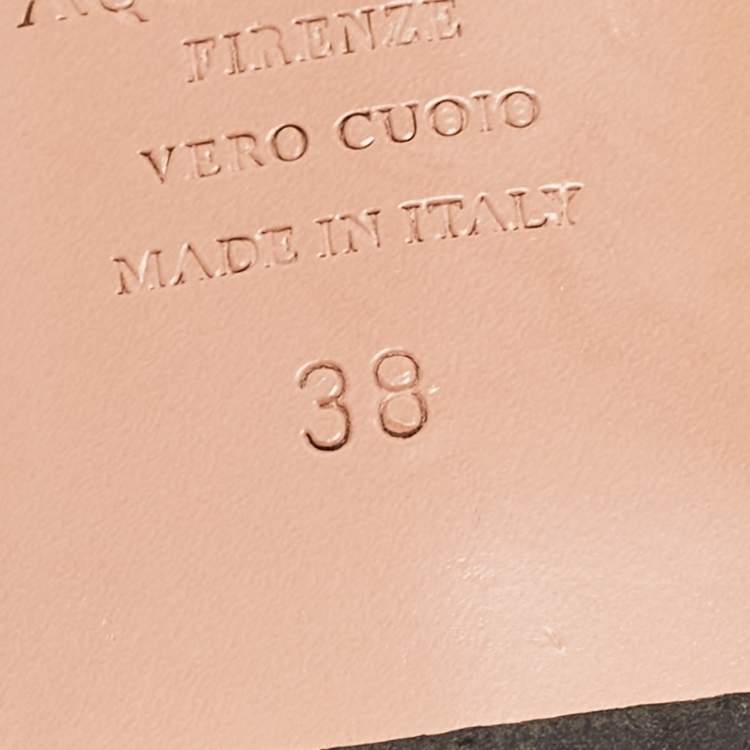 FIRENZE
VERO CUOIO
MADE IN ITALY
38